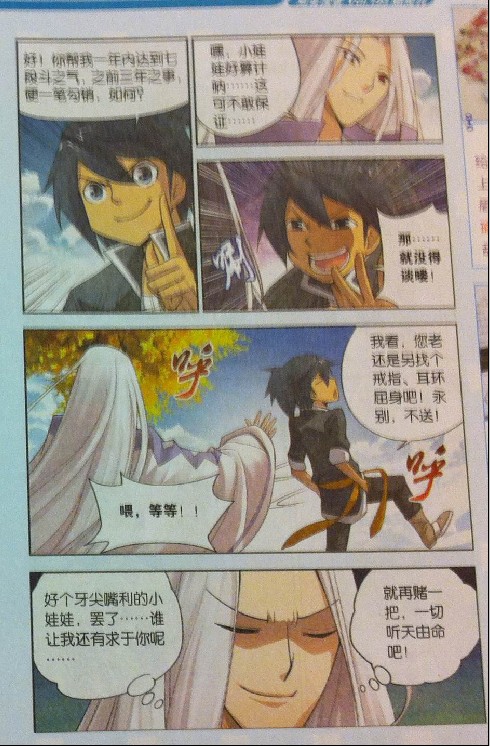 好！你帮我一年内达到七
段斗之气，之前三年之事，
便一笔勾销，如何？
嘿，小娃
娃好算计
呐……这
可不敢保
证……
那……
就没得
谈喽！
我看，您老
还是另找个
戒指、耳环
屈身吧！永
别，不送！
呼
呼
喂，等等！！
好个牙尖嘴利的小
娃娃，罢了……谁
让我还有求于你呢
……
就再赌一
把，一切
听天由命
吧！